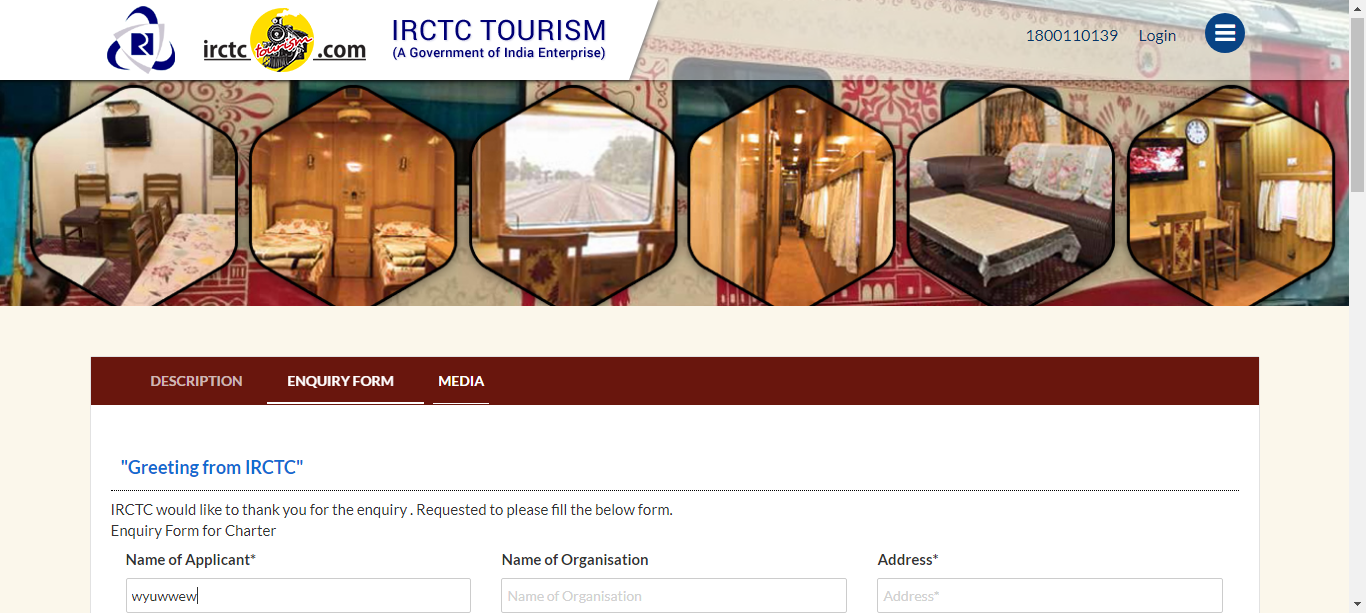 irctc tourism .com
IRCTC TOURISM
(A Government of India Enterprise)
1800110139 Login
DESCRIPTION ENQUIRY FORM MEDIA
"Greeting from IRCTC"
IRCTC would like to thank you for the enquiry . Requested to please fill the below form.
Enquiry Form for Charter
Name of Applicant* Name of Organisation Address*
wyuwwew Name of Organisation Address*